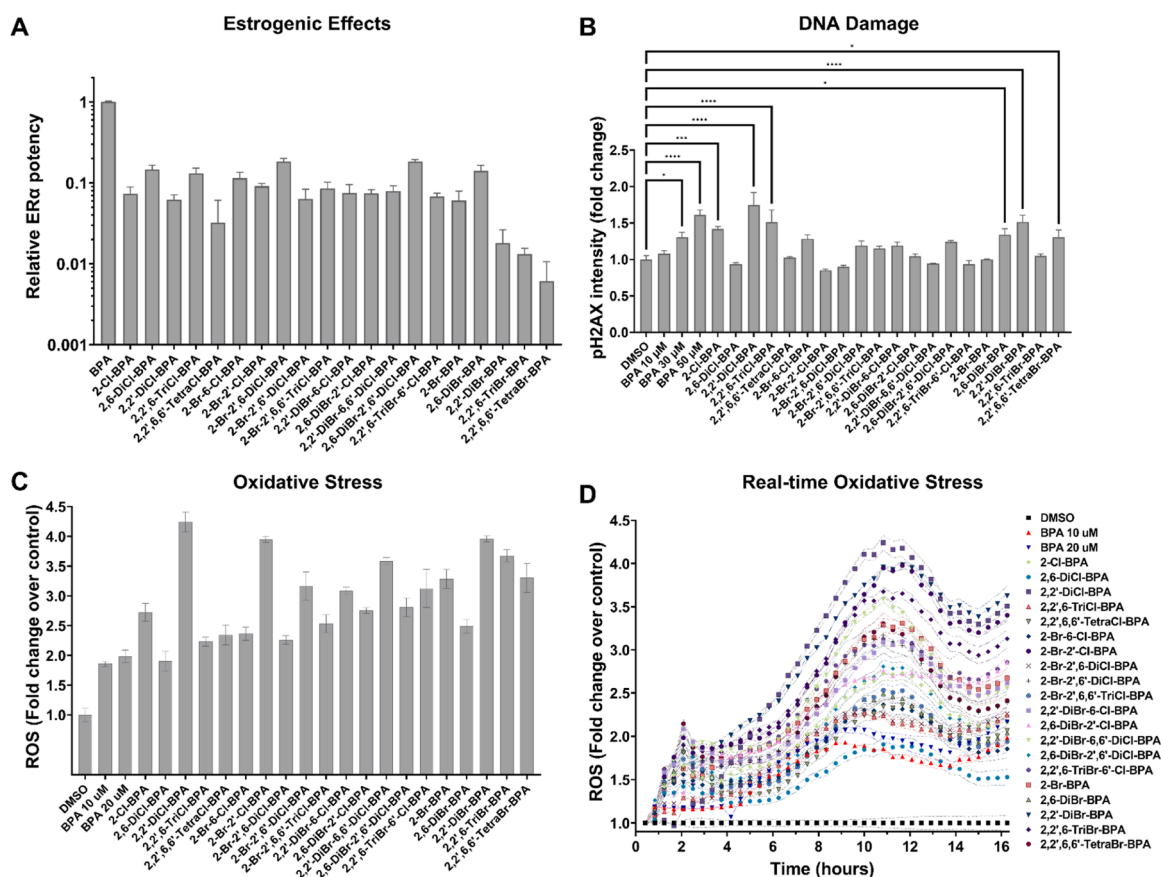 A
Estrogenic Effects
Relative ERα potency
1
0.1
0.01
0.001
BPA
2-Cl-BPA
2,6-DiCl-BPA
2,2'-DiCl-BPA
2,2',6-TriCl-BPA
2,2',6,6'-TetraCl-BPA
2-Br-6-Cl-BPA
2-Br-2'-Cl-BPA
2-Br-2',6-DiCl-BPA
2-Br-2',6'-DiCl-BPA
2-Br-2',6,6'-TriCl-BPA
2,2'-DiBr-6-Cl-BPA
2,6-DiBr-2'-Cl-BPA
2,2'-DiBr-6,6'-DiCl-BPA
2,6-DiBr-2',6'-DiCl-BPA
2,2',6-TriBr-6'-Cl-BPA
2-Br-BPA
2,6-DiBr-BPA
2,2'-DiBr-BPA
2,2',6-TriBr-BPA
2,2',6,6'-TetraBr-BPA
B
DNA Damage
pH2AX intensity (fold change)
2.5
2.0
1.5
1.0
0.5
0.0
*
****
*
****
****
***
****
*
DMSO
BPA 10 µM
BPA 30 µM
BPA 50 µM
2-Cl-BPA
2,6-DiCl-BPA
2,2'-DiCl-BPA
2,2',6-TriCl-BPA
2,2',6,6'-TetraCl-BPA
2-Br-6-Cl-BPA
2-Br-2'-Cl-BPA
2-Br-2',6-DiCl-BPA
2-Br-2',6'-DiCl-BPA
2-Br-2',6,6'-TriCl-BPA
2,2'-DiBr-6-Cl-BPA
2,6-DiBr-2'-Cl-BPA
2,2'-DiBr-6,6'-DiCl-BPA
2,6-DiBr-2',6'-DiCl-BPA
2,2',6-TriBr-6'-Cl-BPA
2-Br-BPA
2,6-DiBr-BPA
2,2'-DiBr-BPA
2,2',6-TriBr-BPA
2,2',6,6'-TetraBr-BPA
C
Oxidative Stress
ROS (Fold change over control)
4.5
4.0
3.5
3.0
2.5
2.0
1.5
1.0
DMSO
BPA 10 uM
BPA 20 uM
2-Cl-BPA
2,6-DiCl-BPA
2,2'-DiCl-BPA
2,2',6-TriCl-BPA
2,2',6,6'-TetraCl-BPA
2-Br-6-Cl-BPA
2-Br-2'-Cl-BPA
2-Br-2',6-DiCl-BPA
2-Br-2',6'-DiCl-BPA
2-Br-2',6,6'-TriCl-BPA
2,2'-DiBr-6-Cl-BPA
2,6-DiBr-2'-Cl-BPA
2,2'-DiBr-6,6'-DiCl-BPA
2,6-DiBr-2',6'-DiCl-BPA
2,2',6-TriBr-6'-Cl-BPA
2-Br-BPA
2,6-DiBr-BPA
2,2'-DiBr-BPA
2,2',6-TriBr-BPA
2,2',6,6'-TetraBr-BPA
D
Real-time Oxidative Stress
ROS (Fold change over control)
4.5
4.0
3.5
3.0
2.5
2.0
1.5
1.0
0 2 4 6 8 10 12 14 16
Time (hours)
DMSO
BPA 10 uM
BPA 20 uM
2-Cl-BPA
2,6-DiCl-BPA
2,2'-DiCl-BPA
2,2',6-TriCl-BPA
2,2',6,6'-TetraCl-BPA
2-Br-6-Cl-BPA
2-Br-2'-Cl-BPA
2-Br-2',6-DiCl-BPA
2-Br-2',6'-DiCl-BPA
2-Br-2',6,6'-TriCl-BPA
2,2'-DiBr-6-Cl-BPA
2,6-DiBr-2'-Cl-BPA
2,2'-DiBr-6,6'-DiCl-BPA
2,6-DiBr-2',6'-DiCl-BPA
2,2',6-TriBr-6'-Cl-BPA
2-Br-BPA
2,6-DiBr-BPA
2,2'-DiBr-BPA
2,2',6-TriBr-BPA
2,2',6,6'-TetraBr-BPA